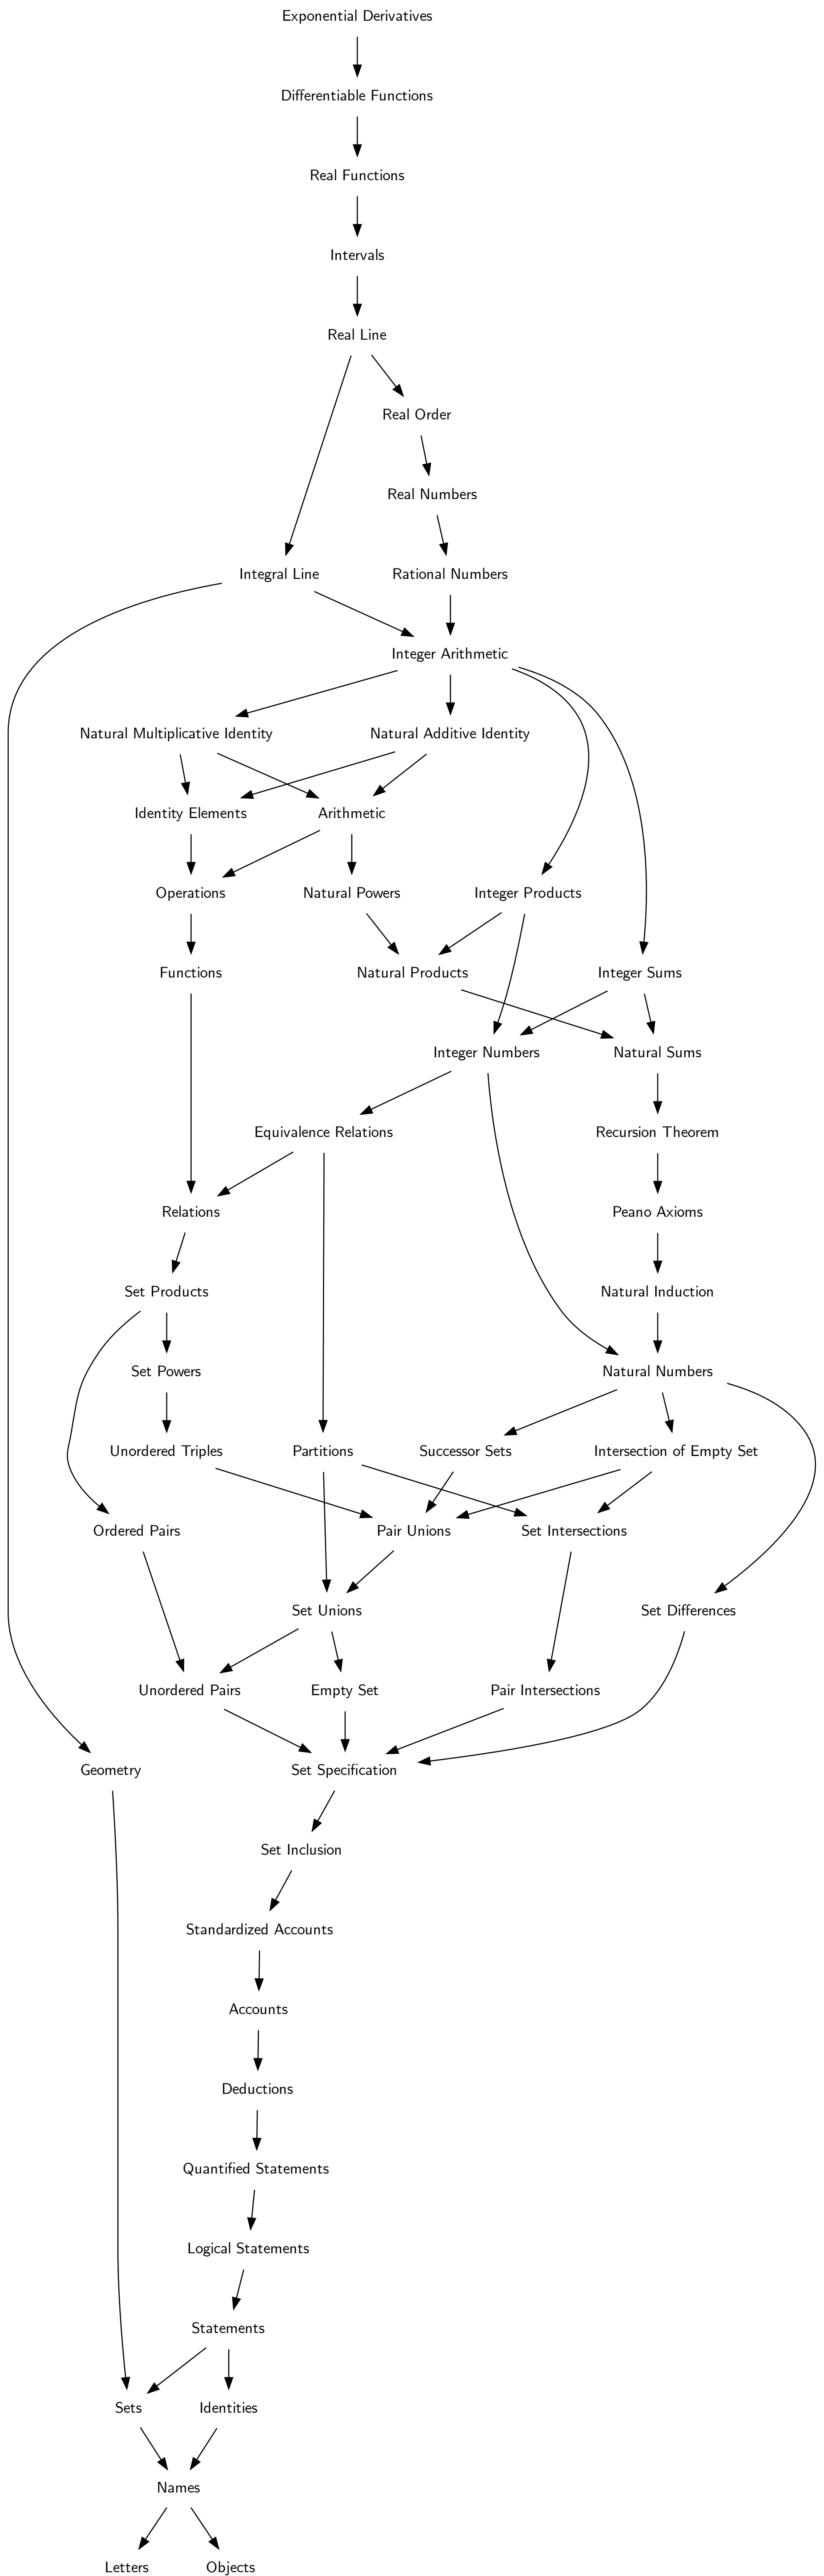 Exponential Derivatives
Differentiable Functions
Real Functions
Intervals
Real Line
Real Order
Real Numbers
Integral Line
Rational Numbers
Integer Arithmetic
Natural Multiplicative Identity
Natural Additive Identity
Identity Elements
Arithmetic
Operations
Natural Powers
Integer Products
Functions
Natural Products
Integer Sums
Integer Numbers
Natural Sums
Equivalence Relations
Recursion Theorem
Relations
Peano Axioms
Set Products
Natural Induction
Set Powers
Natural Numbers
Unordered Triples
Partitions
Successor Sets
Intersection of Empty Set
Ordered Pairs
Pair Unions
Set Intersections
Set Unions
Set Differences
Unordered Pairs
Empty Set
Pair Intersections
Geometry
Set Specification
Set Inclusion
Standardized Accounts
Accounts
Deductions
Quantified Statements
Logical Statements
Statements
Sets
Identities
Names
Letters
Objects